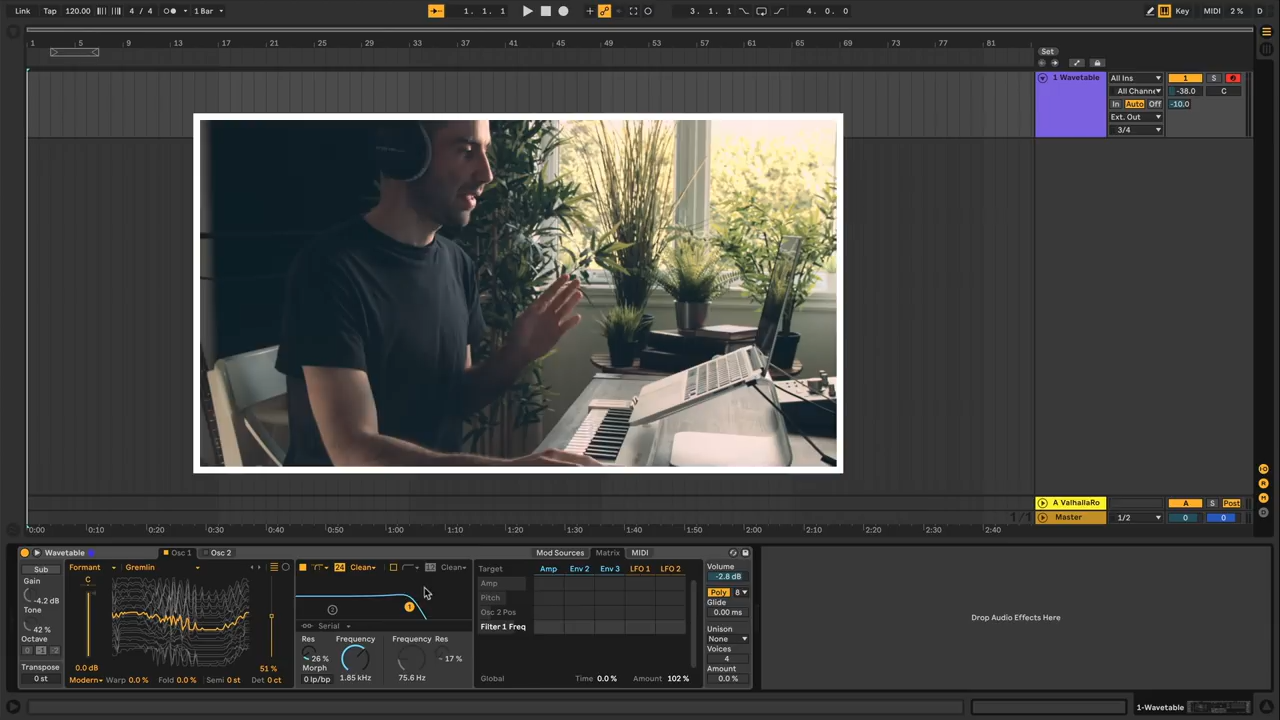 Link Tap 120.00 4 / 4 1 Bar 1. 1. 1 3. 1. 1 4. 0. 0 Key MIDI 2 % D
1 5 9 13 17 21 25 29 33 37 41 45 49 53 57 61 65 69 73 77 81
Set
1 Wavetable All Ins 1 S
All Channe -38.0 C
In Auto Off -10.0
Ext. Out
3/4
A ValhallaRo A S Post
1/1 Master 1/2 0 0
0:00 0:10 0:20 0:30 0:40 0:50 1:00 1:10 1:20 1:30 1:40 1:50 2:00 2:10 2:20 2:30 2:40
Wavetable Osc 1 Osc 2 Mod Sources Matrix MIDI
Sub Formant Gremlin 24 Clean 12 Clean Target Amp Env 2 Env 3 LFO 1 LFO 2 Volume
-2.8 dB
Gain C Amp
-4.2 dB Pitch Poly 8
Tone 2 1 Osc 2 Pos Glide
42 % Serial Filter 1 Freq 0.00 ms
Octave Res Frequency Frequency Res Unison
0 -1 -2 26 % 17 % None
Transpose 0.0 dB 51 % Morph Voices
0 st 0 lp/bp 1.85 kHz 75.6 Hz 4
Modern Warp 0.0 % Fold 0.0 % Semi 0 st Det 0 ct Global Time 0.0 % Amount 102 % Amount
0.0 %
Drop Audio Effects Here
1-Wavetable